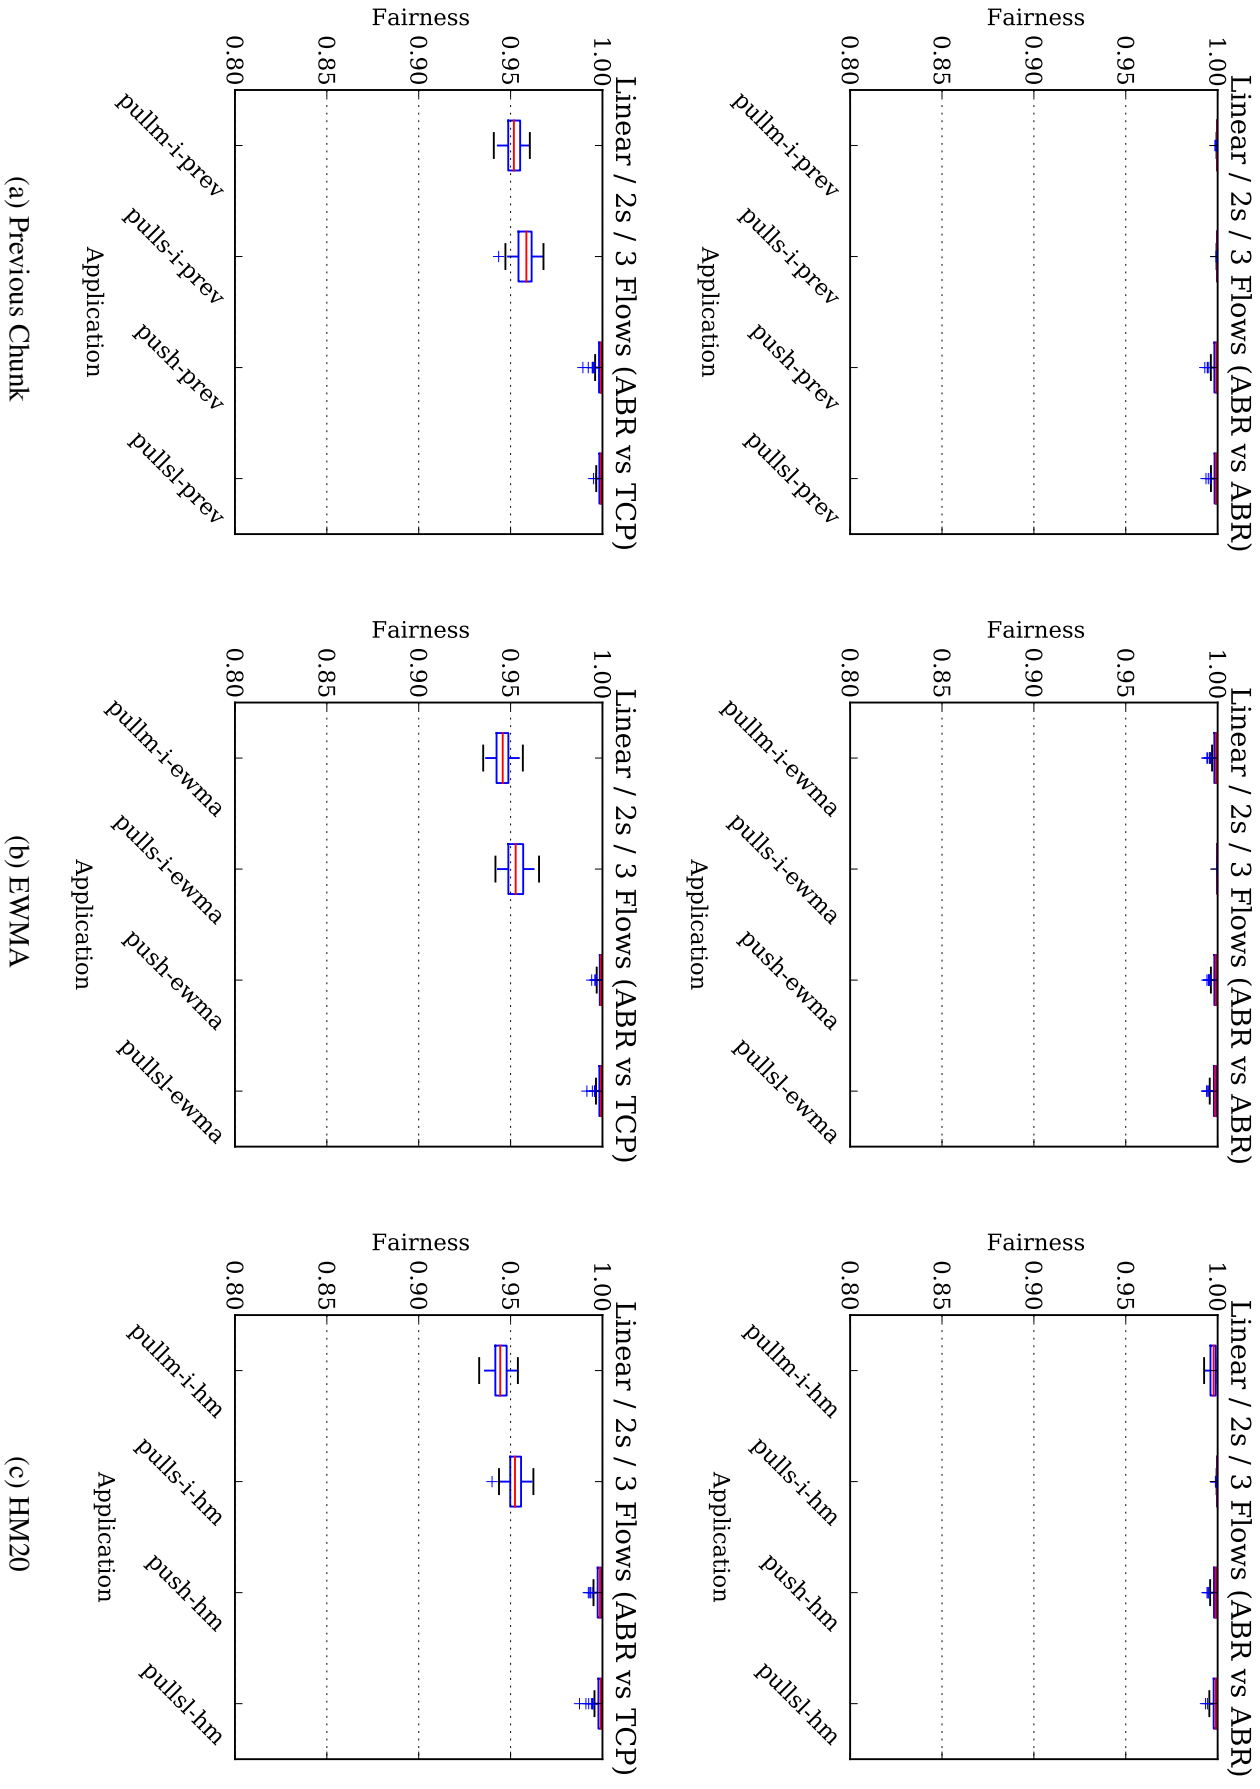 Linear / 2s / 3 Flows (ABR vs ABR)
Fairness
1.00
0.95
0.90
0.85
0.80
pullm-i-prev
pulls-i-prev
push-prev
pullsl-prev
Application
Linear / 2s / 3 Flows (ABR vs ABR)
Fairness
1.00
0.95
0.90
0.85
0.80
pullm-i-ewma
pulls-i-ewma
push-ewma
pullsl-ewma
Application
Linear / 2s / 3 Flows (ABR vs ABR)
Fairness
1.00
0.95
0.90
0.85
0.80
pullm-i-hm
pulls-i-hm
push-hm
pullsl-hm
Application
Linear / 2s / 3 Flows (ABR vs TCP)
Fairness
1.00
0.95
0.90
0.85
0.80
pullm-i-prev
pulls-i-prev
push-prev
pullsl-prev
Application
(a) Previous Chunk
Linear / 2s / 3 Flows (ABR vs TCP)
Fairness
1.00
0.95
0.90
0.85
0.80
pullm-i-ewma
pulls-i-ewma
push-ewma
pullsl-ewma
Application
(b) EWMA
Linear / 2s / 3 Flows (ABR vs TCP)
Fairness
1.00
0.95
0.90
0.85
0.80
pullm-i-hm
pulls-i-hm
push-hm
pullsl-hm
Application
(c) HM20